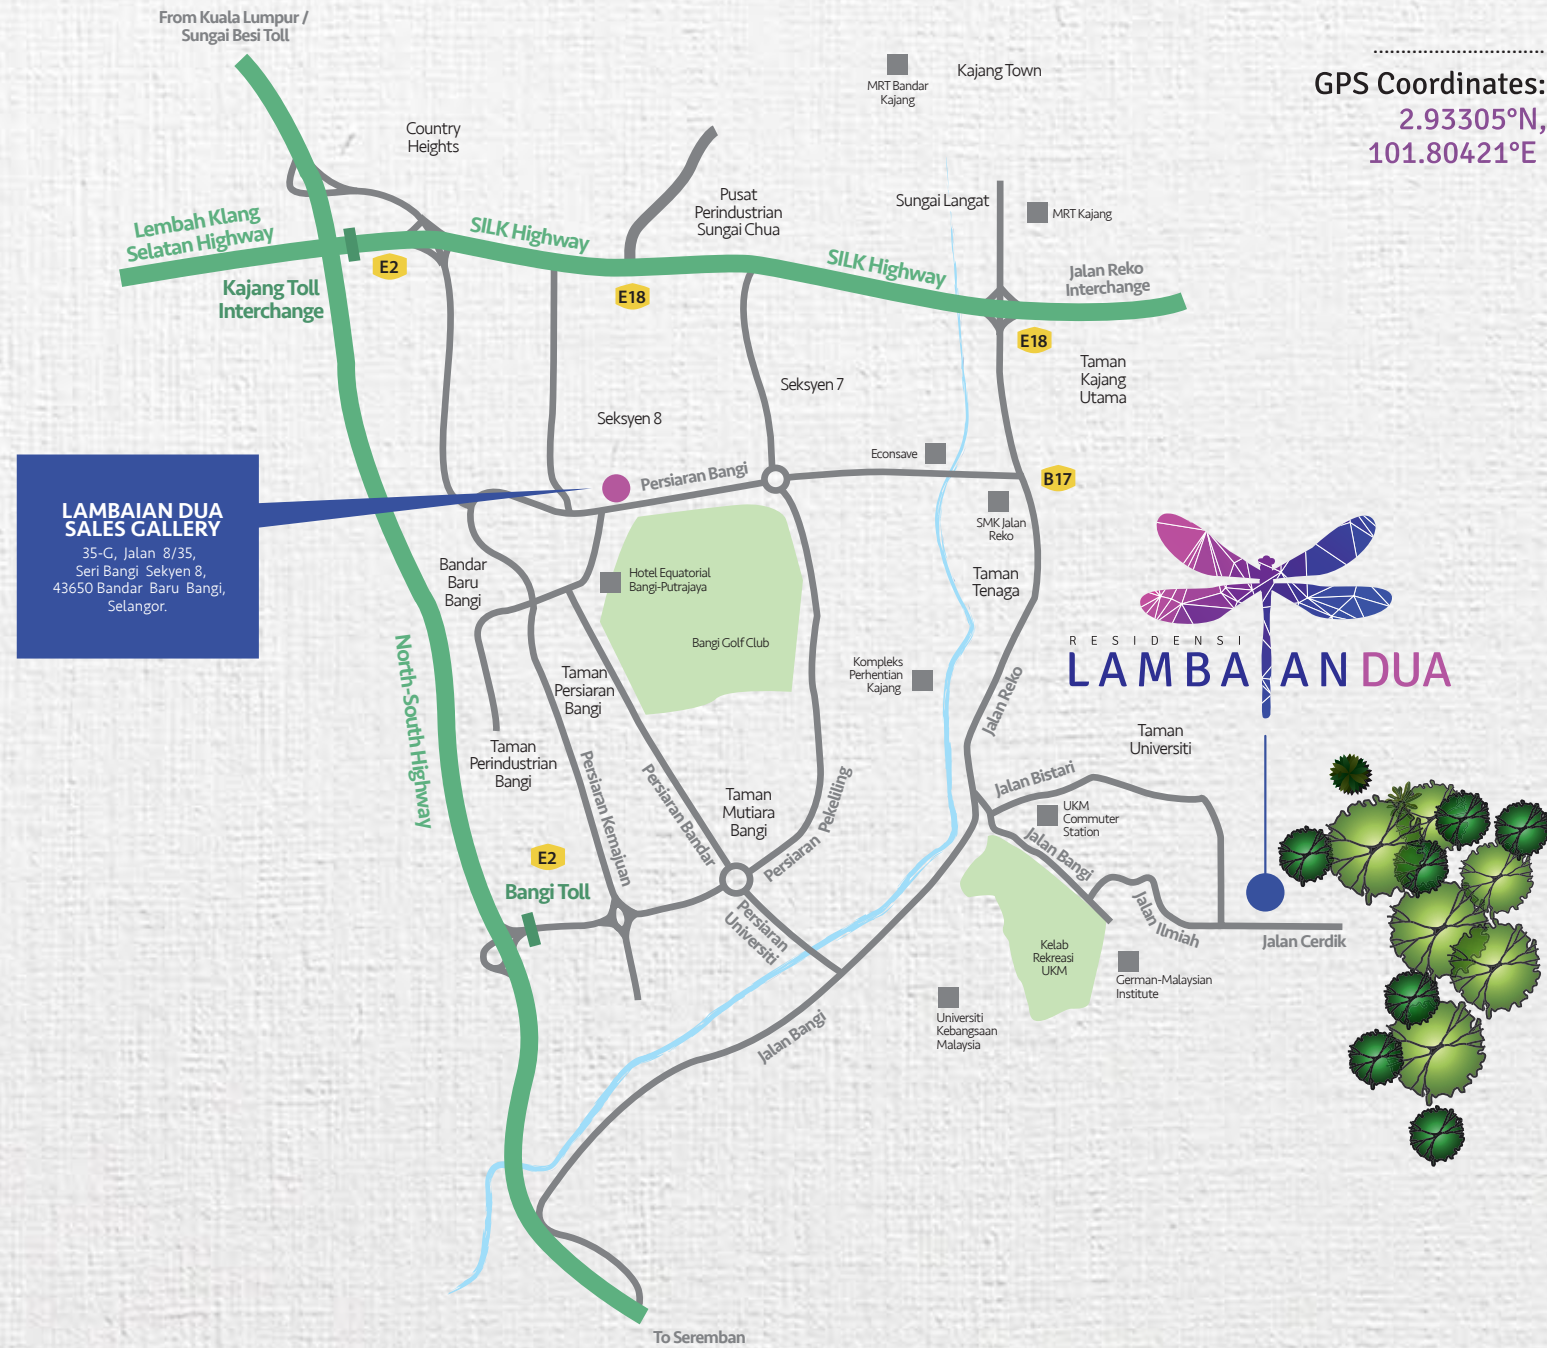 From Kuala Lumpur /
Sungai Besi Toll
GPS Coordinates:
2.93305°N,
101.80421°E
MRT Bandar
Kajang
Kajang Town
Country
Heights
Pusat
Perindustrian
Sungai Chua
Sungai Langat
MRT Kajang
Lembah Klang
Selatan Highway
SILK Highway
SILK Highway
Jalan Reko
Interchange
E2
E18
E18
Kajang Toll
Interchange
Taman
Kajang
Utama
Seksyen 7
Seksyen 8
Econsave
Persiaran Bangi
B17
LAMBAIAN DUA
SALES GALLERY
35-G, Jalan 8/35,
Seri Bangi Sekyen 8,
43650 Bandar Baru Bangi,
Selangor.
SMK Jalan
Reko
Bandar
Baru
Bangi
Hotel Equatorial
Bangi-Putrajaya
Taman
Tenaga
Bangi Golf Club
RESIDENSI
LAMBAIAN DUA
North-South Highway
Taman
Persiaran
Bangi
Kompleks
Perhentian
Kajang
Jalan Reko
Taman
Universiti
Taman
Perindustrian
Bangi
Persiaran Kemajuan
Persiaran Bandar
Taman
Mutiara
Bangi
Persiaran Pekeliling
Jalan Bistari
UKM
Commuter
Station
Jalan Bangi
E2
Bangi Toll
Persiaran
Universiti
Jalan Ilmiah
Jalan Cerdik
Kelab
Rekreasi
UKM
German-Malaysian
Institute
Universiti
Kebangsaan
Malaysia
Jalan Bangi
To Seremban